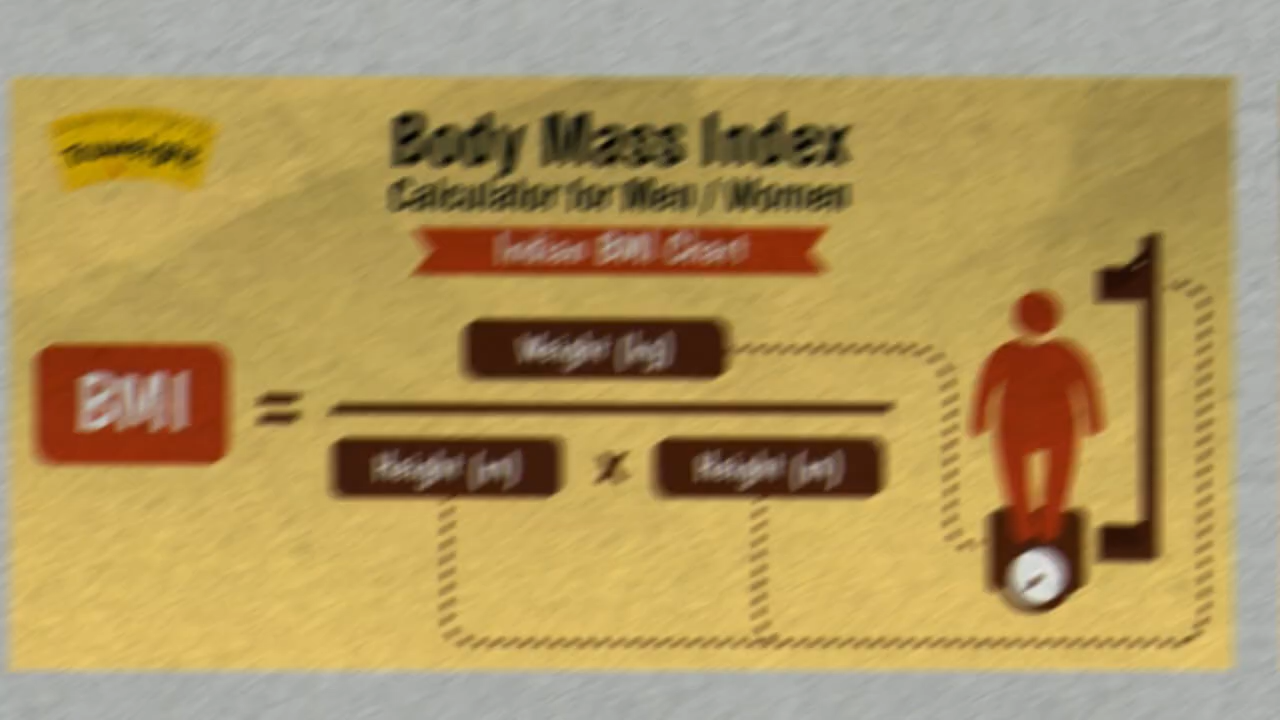 Body Mass Index
Calculator for Men / Women
Indian BMI Chart
Weight (kg)
BMI =
Height (m) x Height (m)